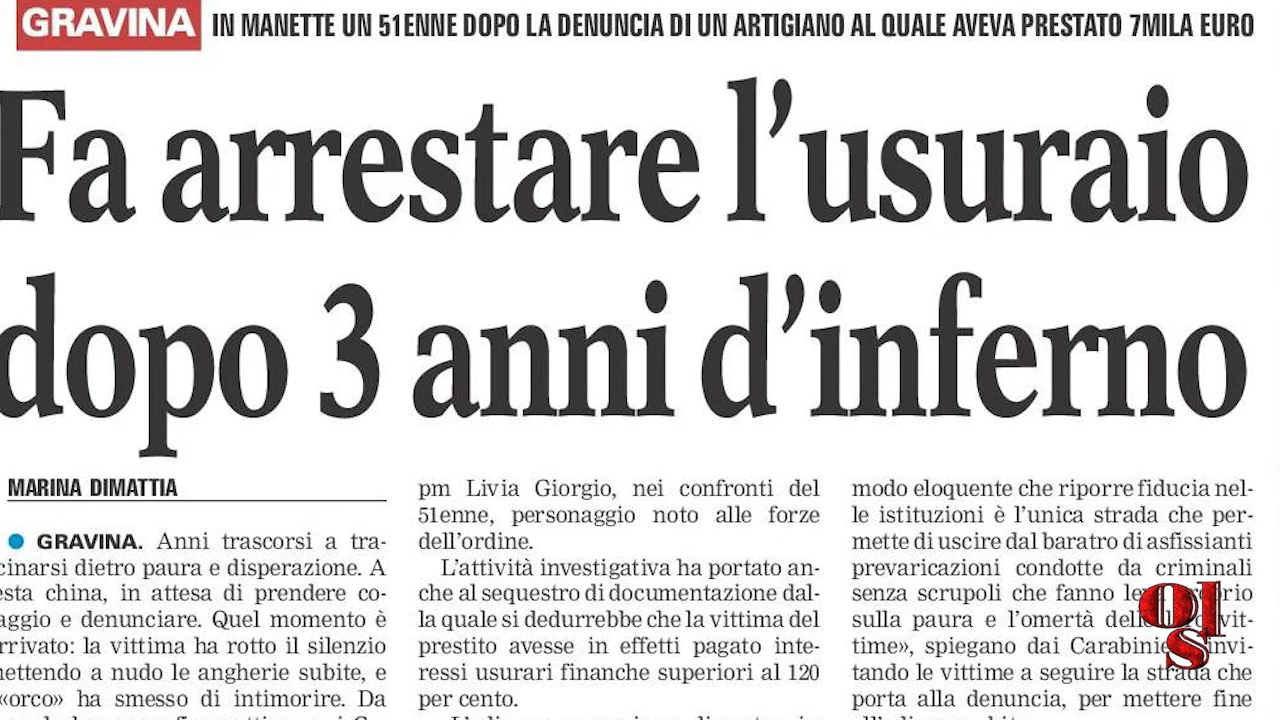 GRAVINA IN MANETTE UN 51ENNE DOPO LA DENUNCIA DI UN ARTIGIANO AL QUALE AVEVA PRESTATO 7MILA EURO
Fa arrestare l’usuraio
dopo 3 anni d’inferno
MARINA DIMATTIA
● GRAVINA. Anni trascorsi a tra-
cinarsi dietro paura e disperazione. A
esta china, in attesa di prendere co-
aggio e denunciare. Quel momento è
rrivato: la vittima ha rotto il silenzio
mettendo a nudo le angherie subite, e
«orco» ha smesso di intimorire. Da
pm Livia Giorgio, nei confronti del
51enne, personaggio noto alle forze
dell’ordine.
L’attività investigativa ha portato an-
che al sequestro di documentazione dal-
la quale si dedurrebbe che la vittima del
prestito avesse in effetti pagato inte-
ressi usurari finanche superiori al 120
per cento.
modo eloquente che riporre fiducia nel-
le istituzioni è l’unica strada che per-
mette di uscire dal baratro di asfissianti
prevaricazioni condotte da criminali
senza scrupoli che fanno
sulla paura e l’omertà vit-
time», spiegano dai Carabinie invi-
tando le vittime a seguire la strada che
porta alla denuncia, per mettere fine
ols